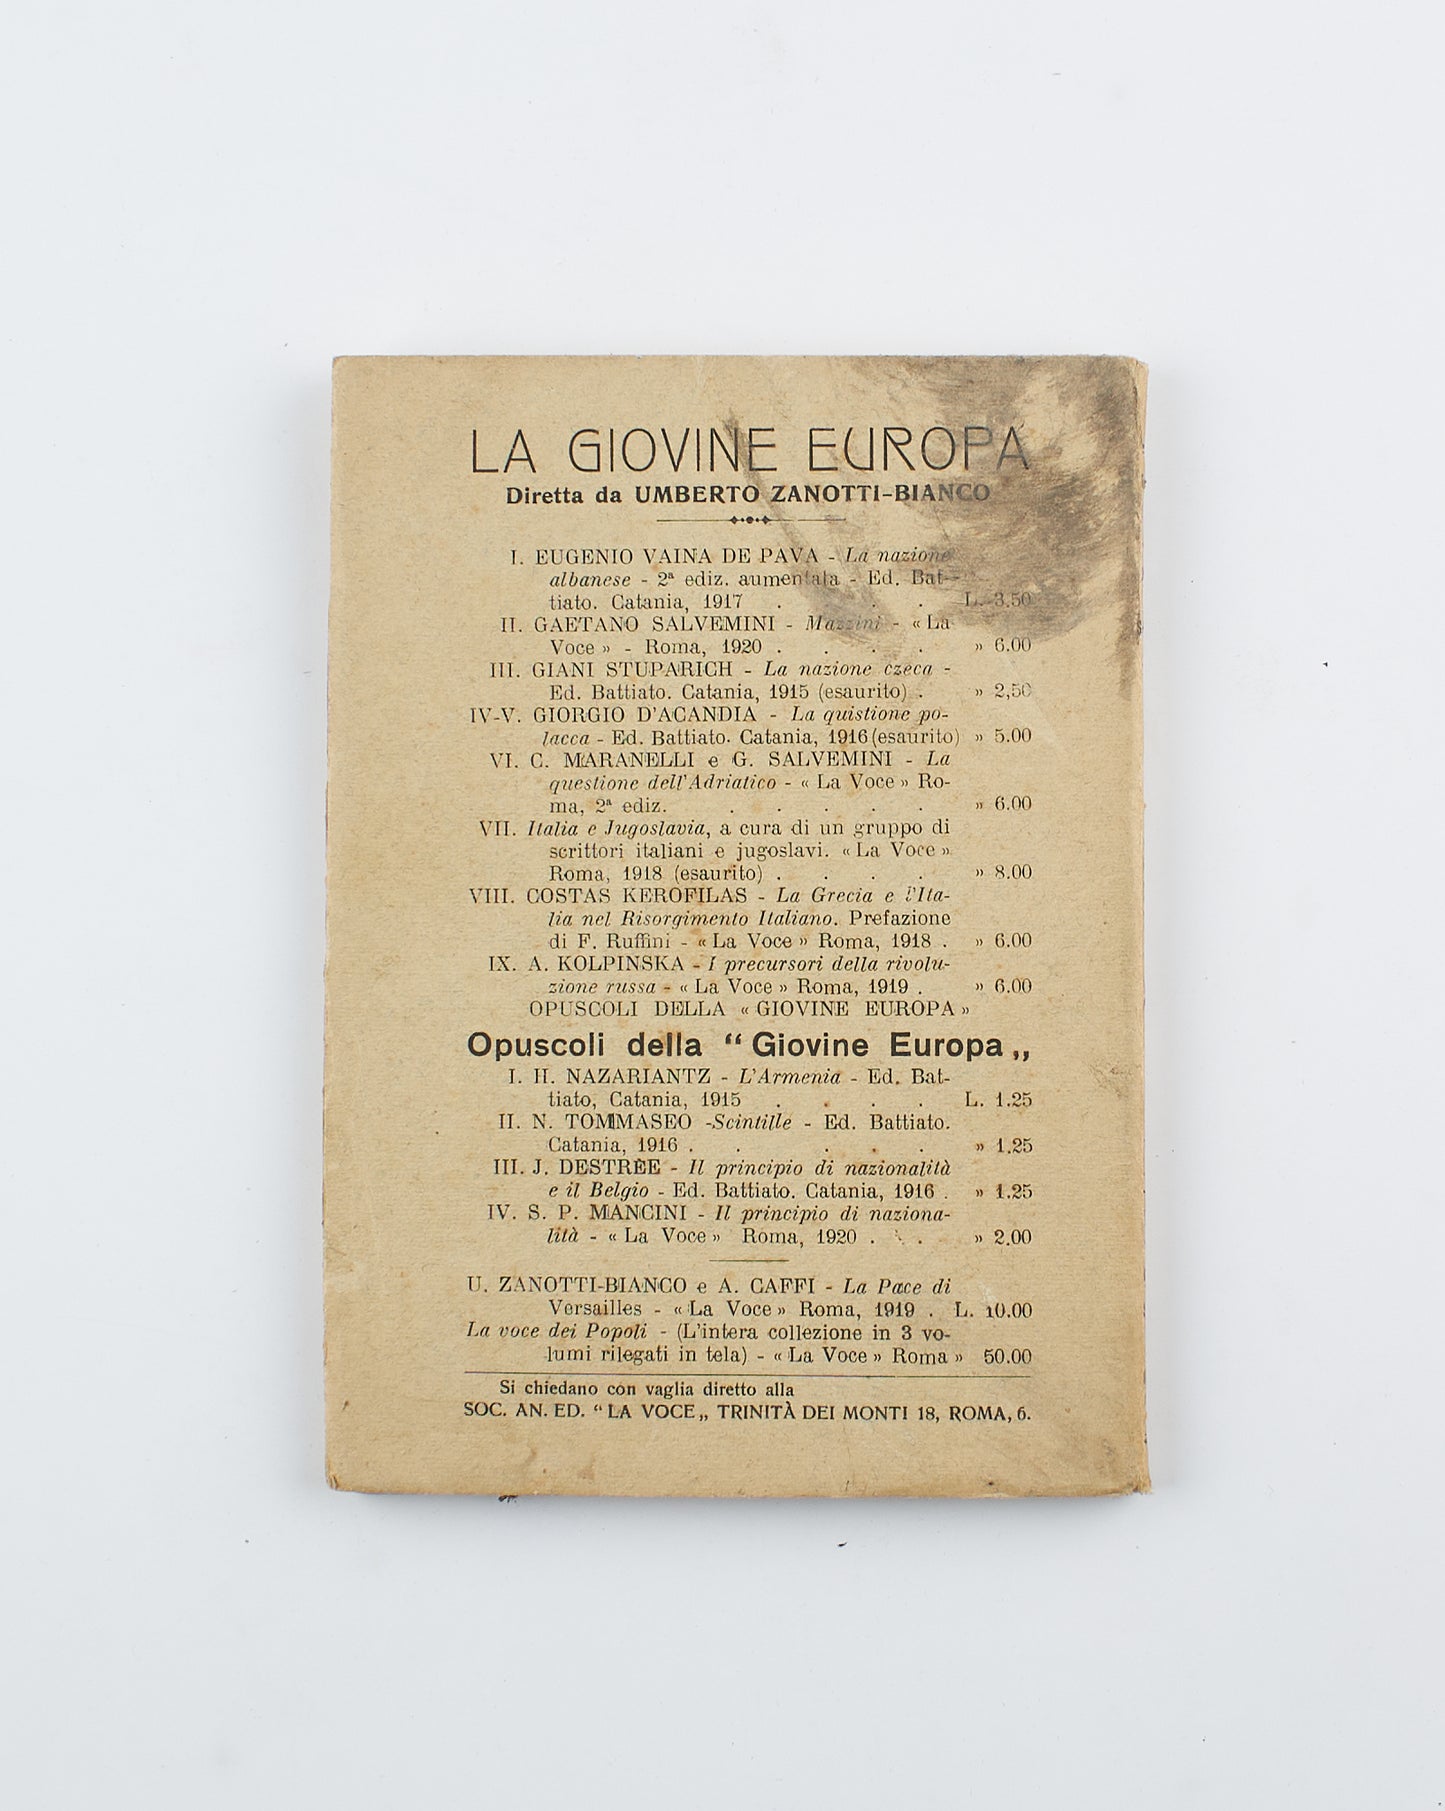 LA GIOVINE EUROPA
Diretta da UMBERTO ZANOTTI-BIANCO
I. EUGENIO VAINA DE PAVA - La nazione
albanese - 2ª ediz. aumentata - Ed. Bat-
tiato. Catania, 1917 . . . L. 3.50
II. GAETANO SALVEMINI - Mazzini - « La
Voce » - Roma, 1920 . . . . » 6.00
III. GIANI STUPARICH - La nazione czeca -
Ed. Battiato. Catania, 1915 (esaurito) . » 2,50
IV-V. GIORGIO D'ACANDIA - La quistione po-
lacca - Ed. Battiato. Catania, 1916 (esaurito) » 5.00
VI. C. MARANELLI e G. SALVEMINI - La
questione dell'Adriatico - « La Voce » Ro-
ma, 2ª ediz. . . . . . » 6.00
VII. Italia e Jugoslavia, a cura di un gruppo di
scrittori italiani e jugoslavi. « La Voce »
Roma, 1918 (esaurito) . . . . » 8.00
VIII. COSTAS KEROFILAS - La Grecia e l'Ita-
lia nel Risorgimento Italiano. Prefazione
di F. Ruffini - « La Voce » Roma, 1918 . » 6.00
IX. A. KOLPINSKA - I precursori della rivolu-
zione russa - « La Voce » Roma, 1919 . » 6.00
OPUSCOLI DELLA « GIOVINE EUROPA »
Opuscoli della “ Giovine Europa „
I. H. NAZARIANTZ - L'Armenia - Ed. Bat-
tiato, Catania, 1915 . . . . L. 1.25
II. N. TOMMASEO -Scintille - Ed. Battiato.
Catania, 1916 . . . . . » 1.25
III. J. DESTRÈE - Il principio di nazionalità
e il Belgio - Ed. Battiato. Catania, 1916 . » 1.25
IV. S. P. MANCINI - Il principio di naziona-
lità - « La Voce » Roma, 1920 . . . » 2.00
U. ZANOTTI-BIANCO e A. CAFFI - La Pace di
Versailles - « La Voce » Roma, 1919 . L. 10.00
La voce dei Popoli - (L'intera collezione in 3 vo-
lumi rilegati in tela) - « La Voce » Roma » 50.00
Si chiedano con vaglia diretto alla
SOC. AN. ED. “ LA VOCE „ TRINITÀ DEI MONTI 18, ROMA, 6.